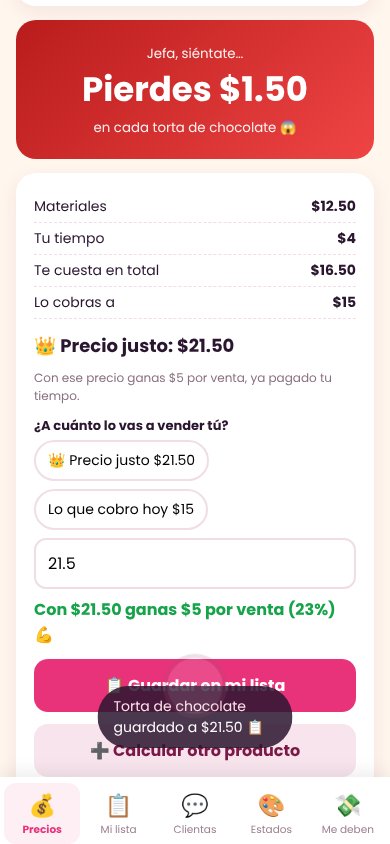 Jefa, siéntate…
Pierdes $1.50
en cada torta de chocolate 😱
Materiales $12.50
Tu tiempo $4
Te cuesta en total $16.50
Lo cobras a $15
👑 Precio justo: $21.50
Con ese precio ganas $5 por venta, ya pagado tu
tiempo.
¿A cuánto lo vas a vender tú?
👑 Precio justo $21.50
Lo que cobro hoy $15
21.5
Con $21.50 ganas $5 por venta (23%)
💪
📋 Guardar en mi lista
Torta de chocolate
guardado a $21.50 📋
➕ Calcular otro producto
💰 📋 💬 🎨 💸
Precios Mi lista Clientas Estados Me deben